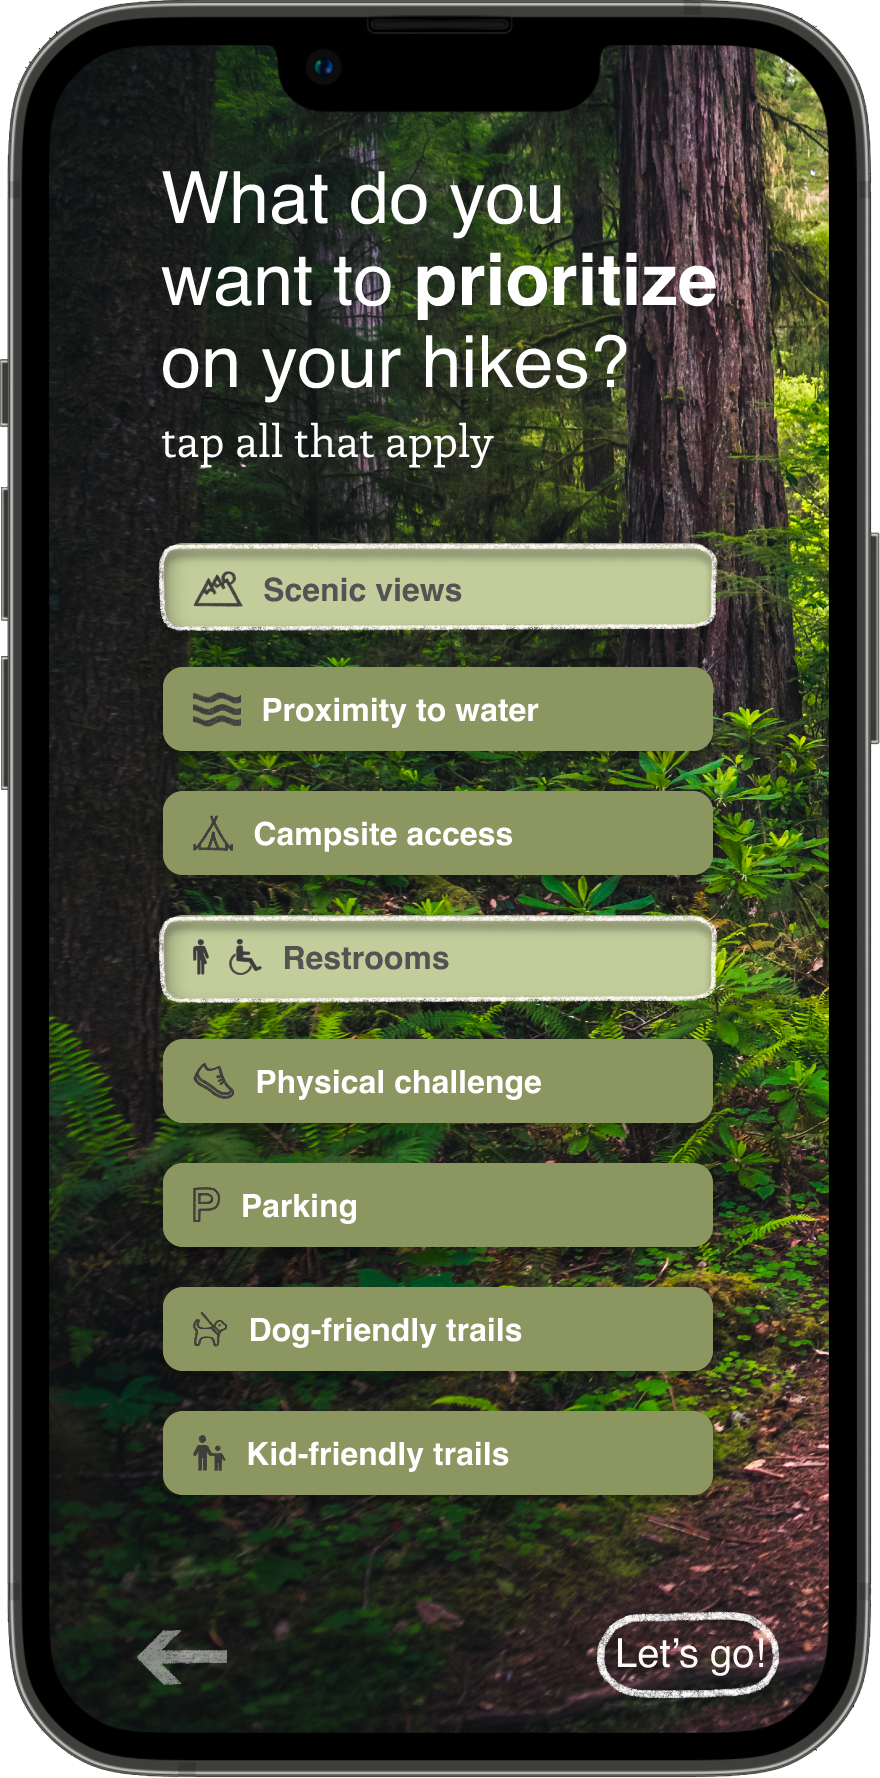 What do you
want to prioritize
on your hikes?
tap all that apply
Scenic views
Proximity to water
Campsite access
Restrooms
Physical challenge
P Parking
Dog-friendly trails
Kid-friendly trails
Let's go!